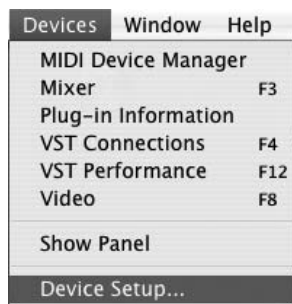 Devices Window Help
MIDI Device Manager
Mixer F3
Plug-in Information
VST Connections F4
VST Performance F12
Video F8
Show Panel
Device Setup...